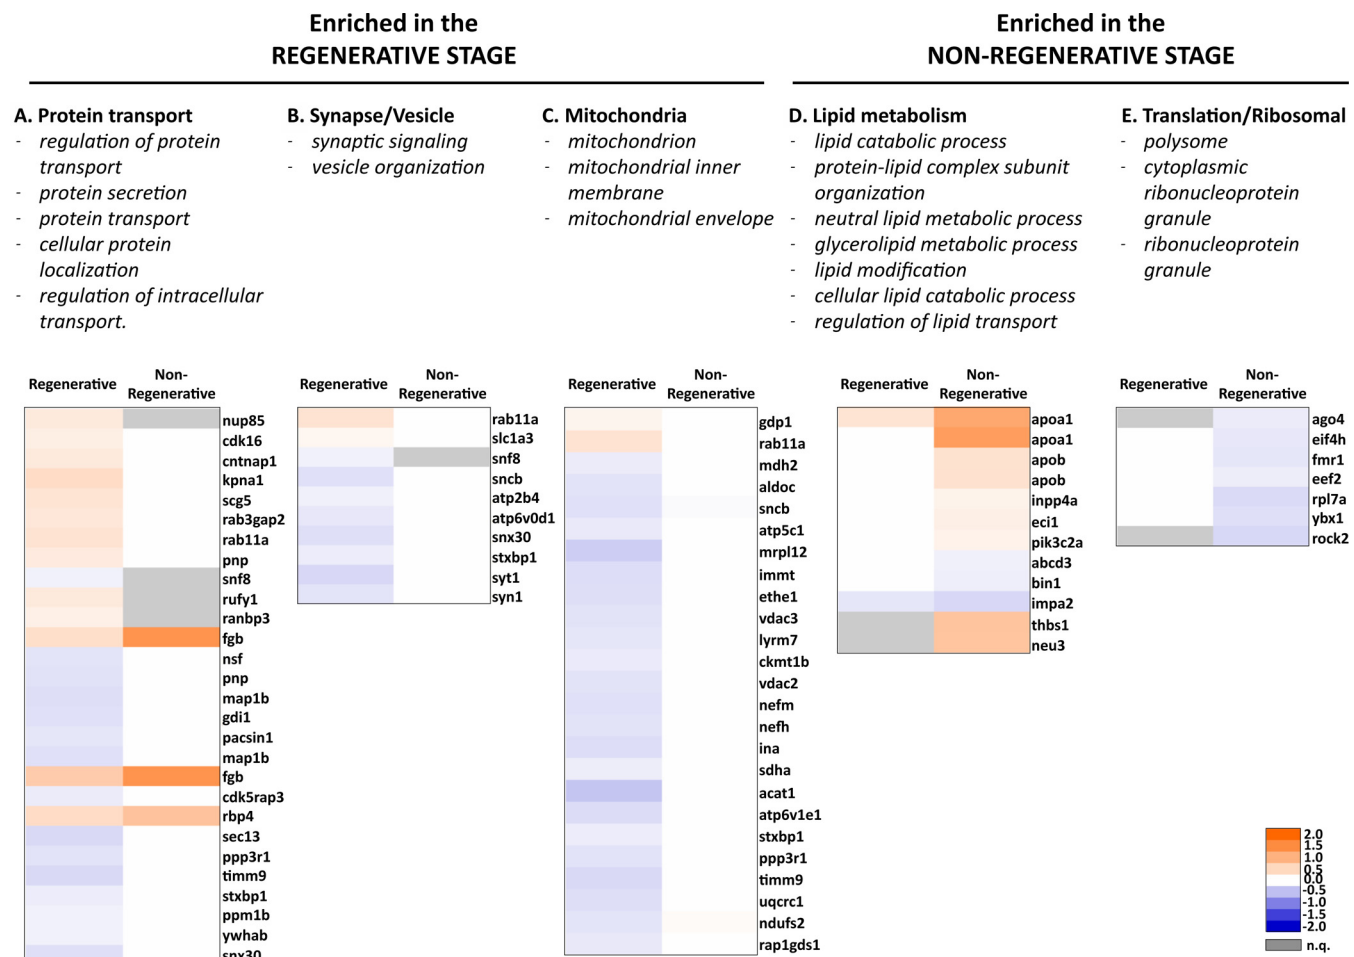 Enriched in the
REGENERATIVE STAGE
Enriched in the
NON-REGENERATIVE STAGE
A. Protein transport
- regulation of protein
transport
- protein secretion
- protein transport
- cellular protein
localization
- regulation of intracellular
transport.
B. Synapse/Vesicle
- synaptic signaling
- vesicle organization
C. Mitochondria
- mitochondrion
- mitochondrial inner
membrane
- mitochondrial envelope
D. Lipid metabolism
- lipid catabolic process
- protein-lipid complex subunit
organization
- neutral lipid metabolic process
- glycerolipid metabolic process
- lipid modification
- cellular lipid catabolic process
- regulation of lipid transport
E. Translation/Ribosomal
- polysome
- cytoplasmic
ribonucleoprotein
granule
- ribonucleoprotein
granule
Regenerative
Non-
Regenerative
nup85
cdk16
cntnap1
kpna1
scg5
rab3gap2
rab11a
pnp
snf8
rufy1
ranbp3
fgb
nsf
pnp
map1b
gdi1
pacsin1
map1b
fgb
cdk5rap3
rbp4
sec13
ppp3r1
timm9
stxbp1
ppm1b
ywhab
snx30
Regenerative
Non-
Regenerative
rab11a
slc1a3
snf8
sncb
atp2b4
atp6v0d1
snx30
stxbp1
syt1
syn1
Regenerative
Non-
Regenerative
gdp1
rab11a
mdh2
aldoc
sncb
atp5c1
mrpl12
immt
ethe1
vdac3
lyrm7
ckmt1b
vdac2
nefm
nefh
ina
sdha
acat1
atp6v1e1
stxbp1
ppp3r1
timm9
uqcrc1
ndufs2
rap1gds1
Regenerative
Non-
Regenerative
apoa1
apoa1
apob
apob
inpp4a
eci1
pik3c2a
abcd3
bin1
impa2
thbs1
neu3
Regenerative
Non-
Regenerative
ago4
eif4h
fmr1
eef2
rpl7a
ybx1
rock2
2.0
1.5
1.0
0.5
0.0
-0.5
-1.0
-1.5
-2.0
n.q.